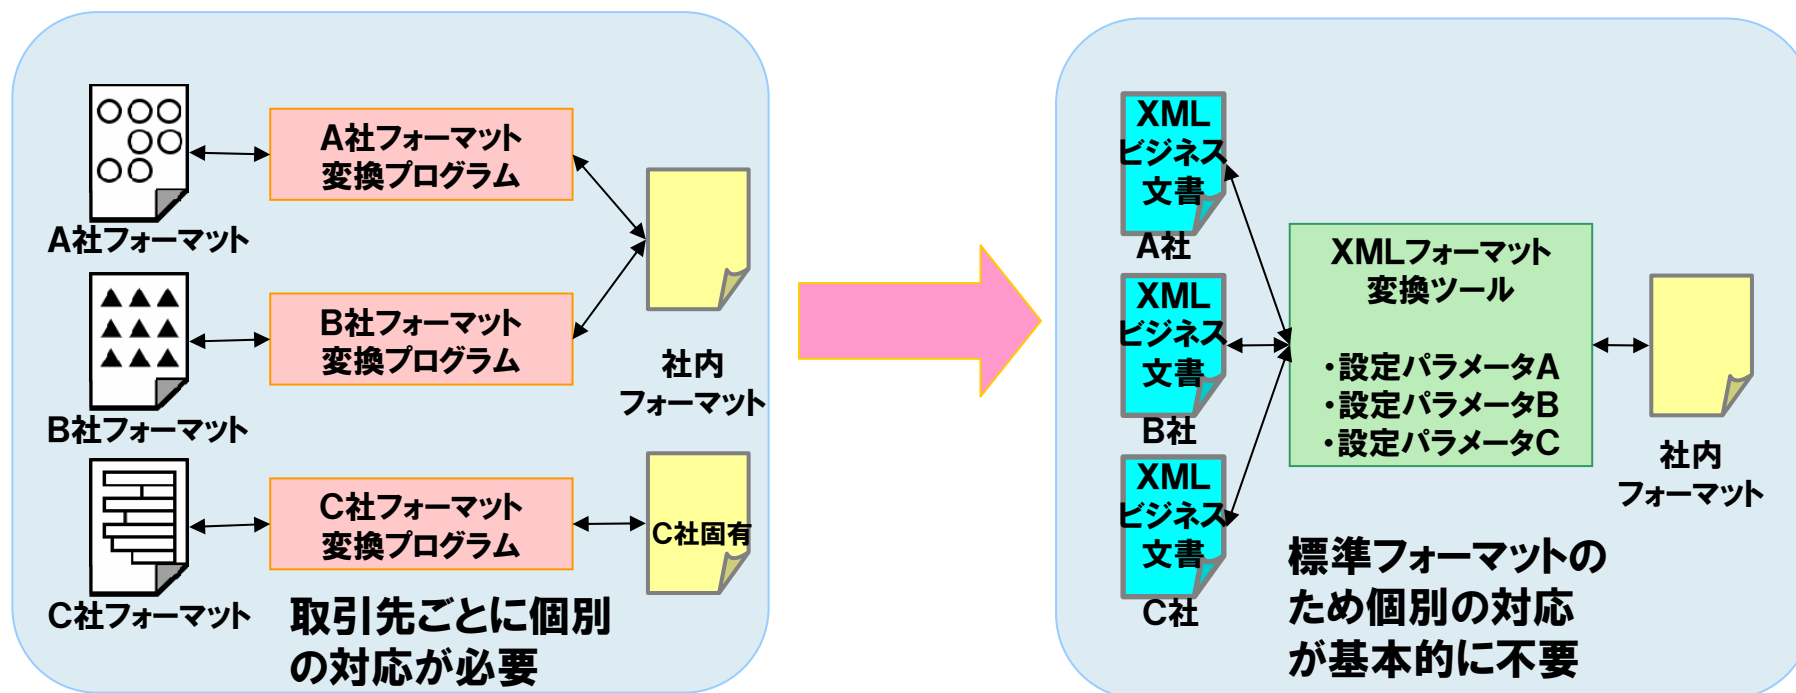 A社フォーマット
変換プログラム
A社フォーマット
B社フォーマット
変換プログラム
B社フォーマット
社内
フォーマット
C社フォーマット
変換プログラム
C社固有
C社フォーマット
取引先ごとに個別
の対応が必要
XML
ビジネス
文書
A社
XML
ビジネス
文書
B社
XML
ビジネス
文書
C社
XMLフォーマット
変換ツール
・設定パラメータA
・設定パラメータB
・設定パラメータC
社内
フォーマット
標準フォーマットの
ため個別の対応
が基本的に不要